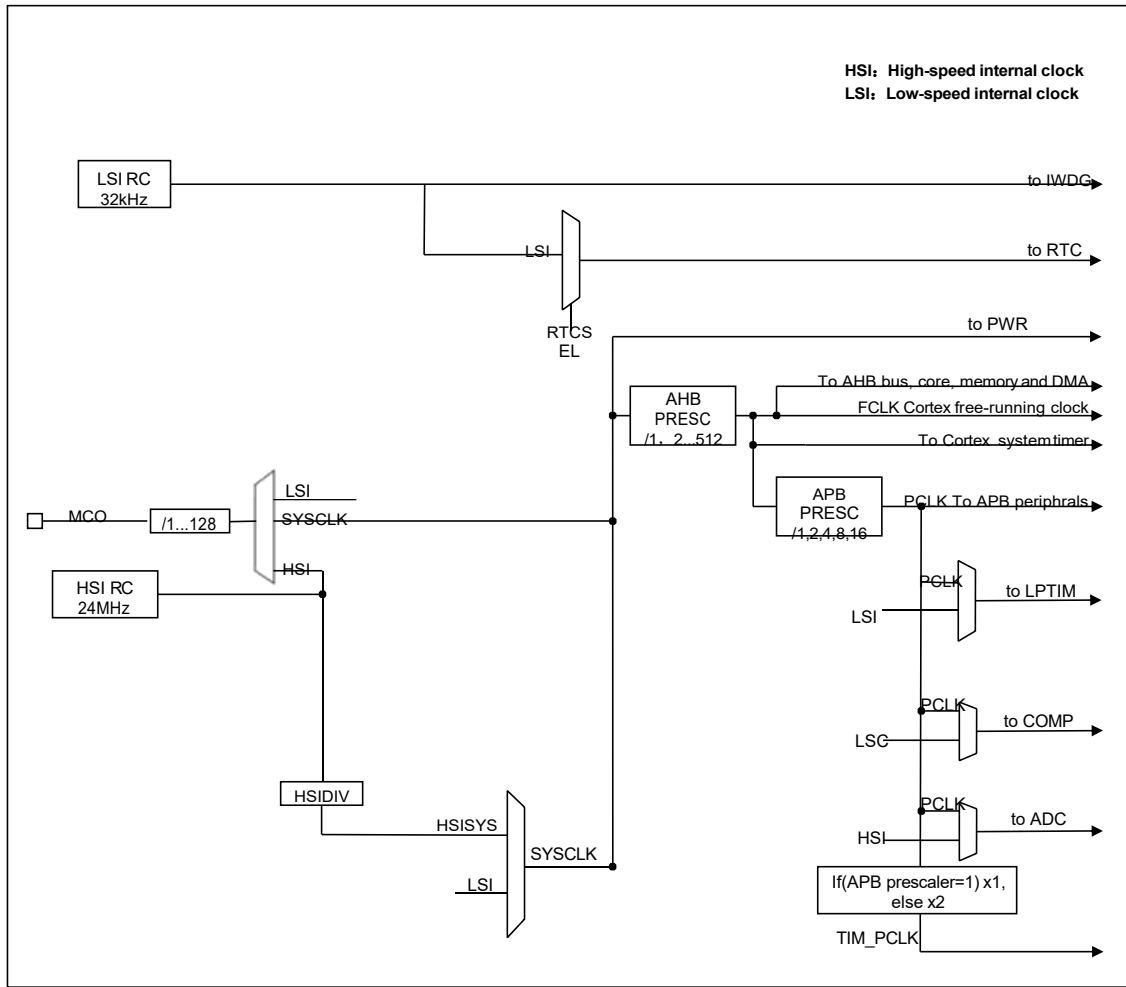 HSI：High-speed internal clock
LSI：Low-speed internal clock
LSI RC
32kHz
to IWDG
LSI
to RTC
RTCS
EL
to PWR
To AHB bus, core, memory and DMA
AHB
PRESC
/1，2...512
FCLK Cortex free-running clock
To Cortex system timer
LSI
APB
PRESC
/1,2,4,8,16
PCLK To APB periphrals
MCO
/1...128
SYSCLK
HSI
HSI RC
24MHz
PCLK
to LPTIM
LSI
PCLK
to COMP
LSC
HSIDIV
PCLK
to ADC
HSISYS
HSI
SYSCLK
LSI
If(APB prescaler=1) x1,
else x2
TIM_PCLK